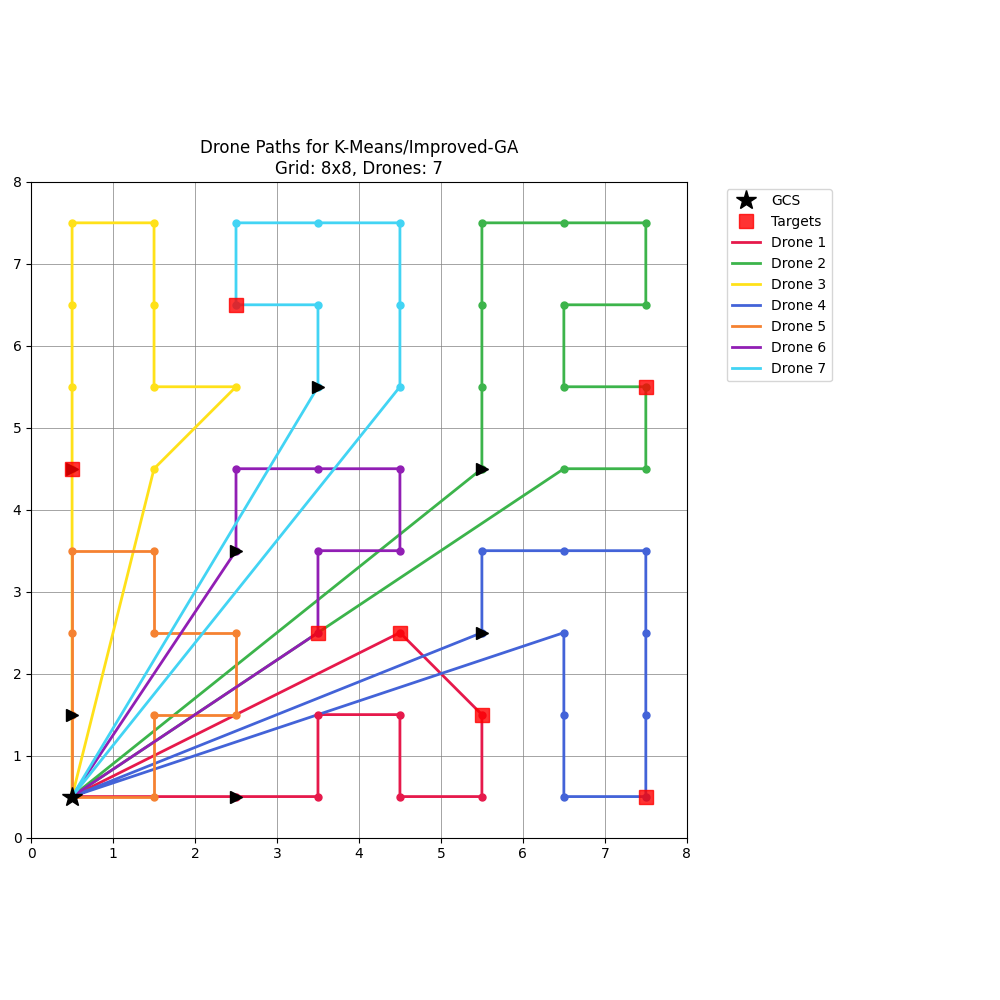 Drone Paths for K-Means/Improved-GA
Grid: 8x8, Drones: 7
8
7
6
5
4
3
2
1
0
0 1 2 3 4 5 6 7 8
GCS
Targets
Drone 1
Drone 2
Drone 3
Drone 4
Drone 5
Drone 6
Drone 7